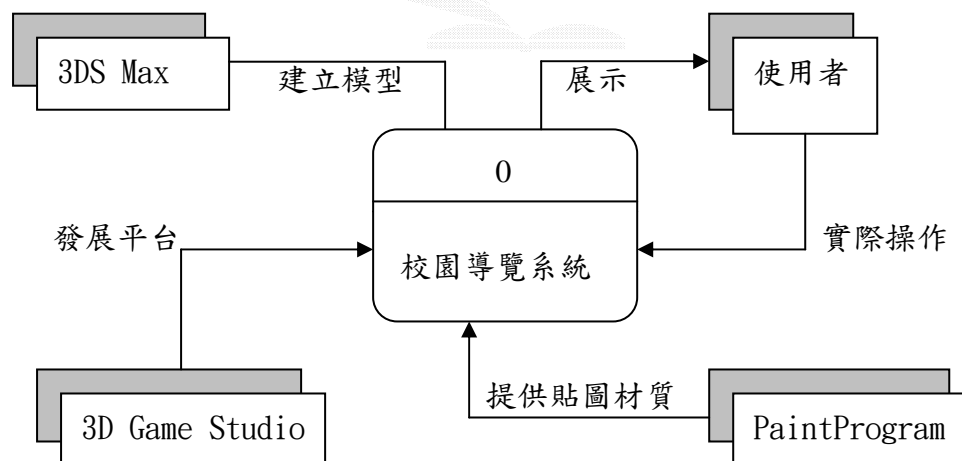 3DS Max
建立模型
展示
使用者
0
發展平台
實際操作
校園導覽系統
提供貼圖材質
3D Game Studio
PaintProgram